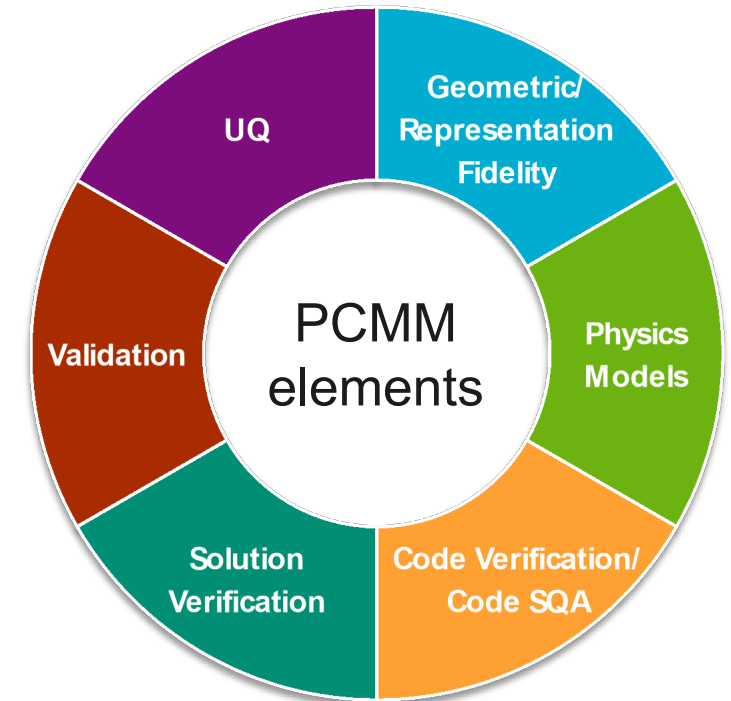 UQ
Geometric/
Representation
Fidelity
Physics
Models
Code Verification/
Code SQA
Solution
Verification
Validation
PCMM
elements